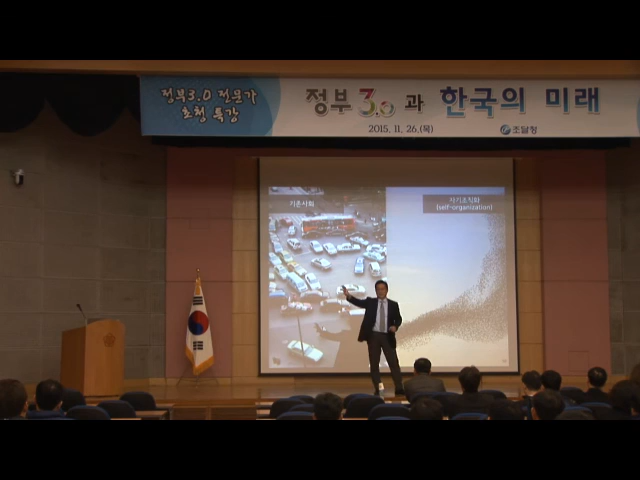 정부3.0 전문가
초청 특강
정부 3.0 과 한국의 미래
2015. 11. 26.(목)
조달청
기존사회
자기조직화
(self-organization)